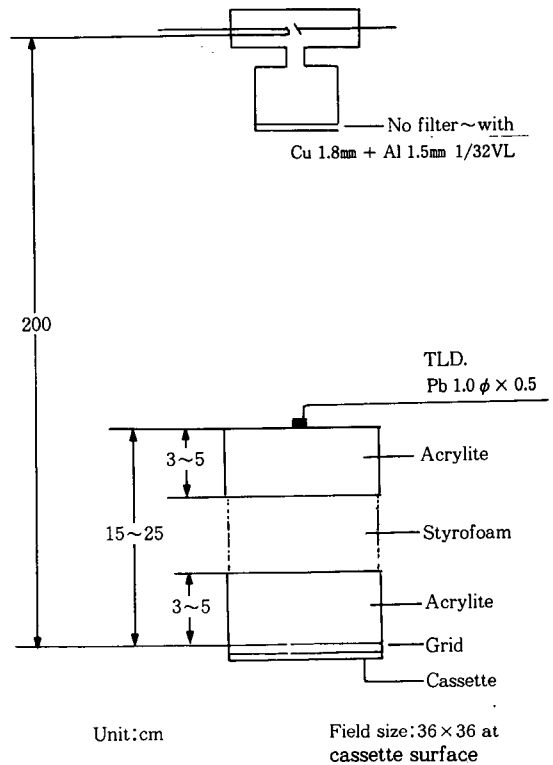 No filter~with
Cu 1.8mm + Al 1.5mm 1/32VL
200
TLD.
Pb 1.0 φ × 0.5
3~5
Acrylite
15~25
Styrofoam
3~5
Acrylite
Grid
Cassette
Unit:cm
Field size:36×36 at
cassette surface